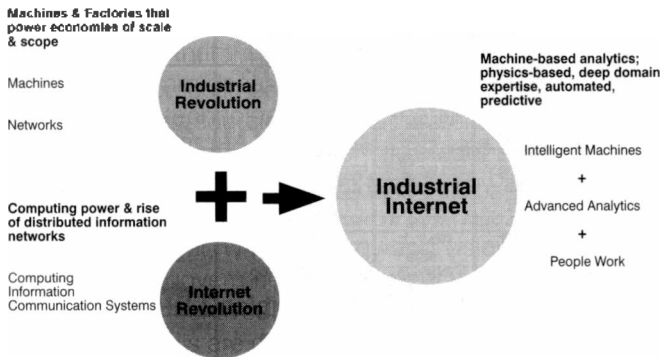 Machines & Factories that
power economies of scale
& scope
Machines
Networks
Industrial
Revolution
Computing power & rise
of distributed information
networks
Computing
Information
Communication Systems
Internet
Revolution
Industrial
Internet
Machine-based analytics;
physics-based, deep domain
expertise, automated,
predictive
Intelligent Machines
+
Advanced Analytics
+
People Work